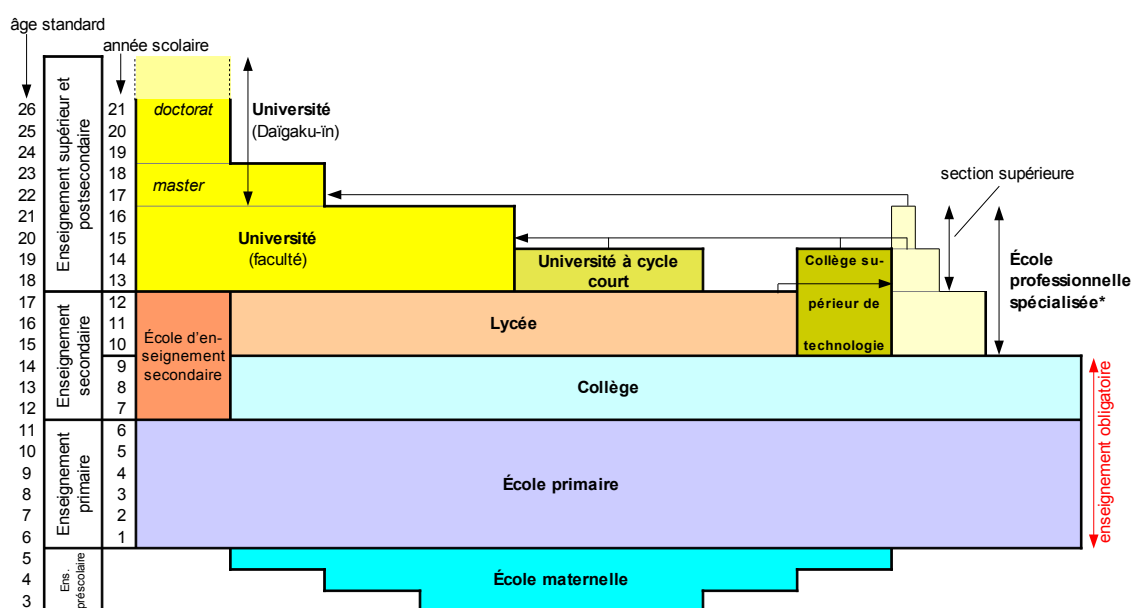 âge standard
année scolaire
Enseignement supérieur et
postsecondaire
26
25
24
23
22
21
20
19
18
21
20
19
18
17
16
15
14
13
doctorat
master
Université
(Daïgaku-ïn)
Université
(faculté)
Université à cycle
court
Collège su-
périeur de
technologie
section supérieure
École
professionnelle
spécialisée*
Enseignement
secondaire
17
16
15
14
13
12
12
11
10
9
8
7
École d'en-
seignement
secondaire
Lycée
Collège
enseignement obligatoire
Enseignement
primaire
11
10
9
8
7
6
6
5
4
3
2
1
École primaire
Ens.
préscolaire
5
4
3
École maternelle